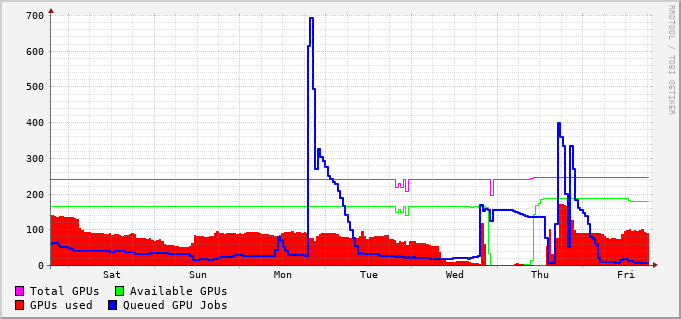 700
600
500
400
300
200
100
0
Sat Sun Mon Tue Wed Thu Fri
Total GPUs Available GPUs
GPUs used Queued GPU Jobs
RRDTOOL / TOBI OETIKER